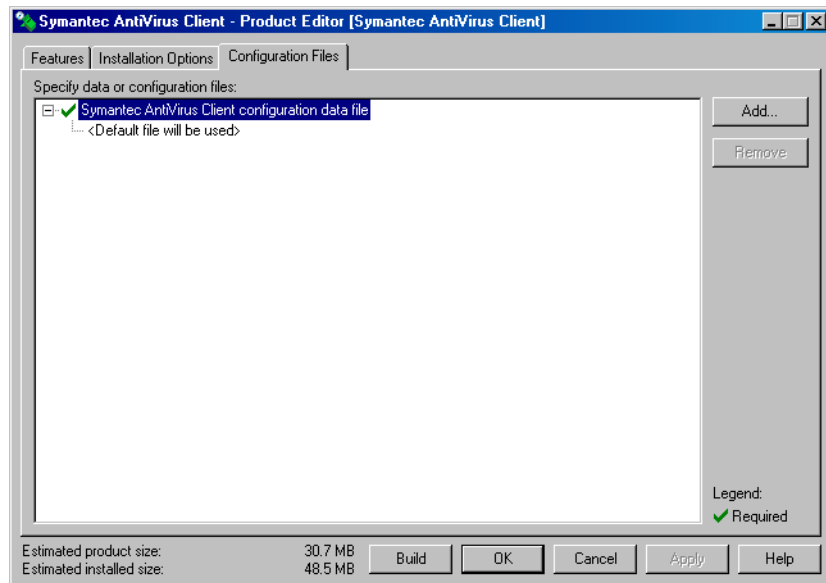 Symantec AntiVirus Client - Product Editor [Symantec AntiVirus Client]
Features Installation Options Configuration Files
Specify data or configuration files:
Symantec AntiVirus Client configuration data file
<Default file will be used>
Add...
Remove
Legend:
Required
Estimated product size: 30.7 MB
Estimated installed size: 48.5 MB
Build OK Cancel Apply Help